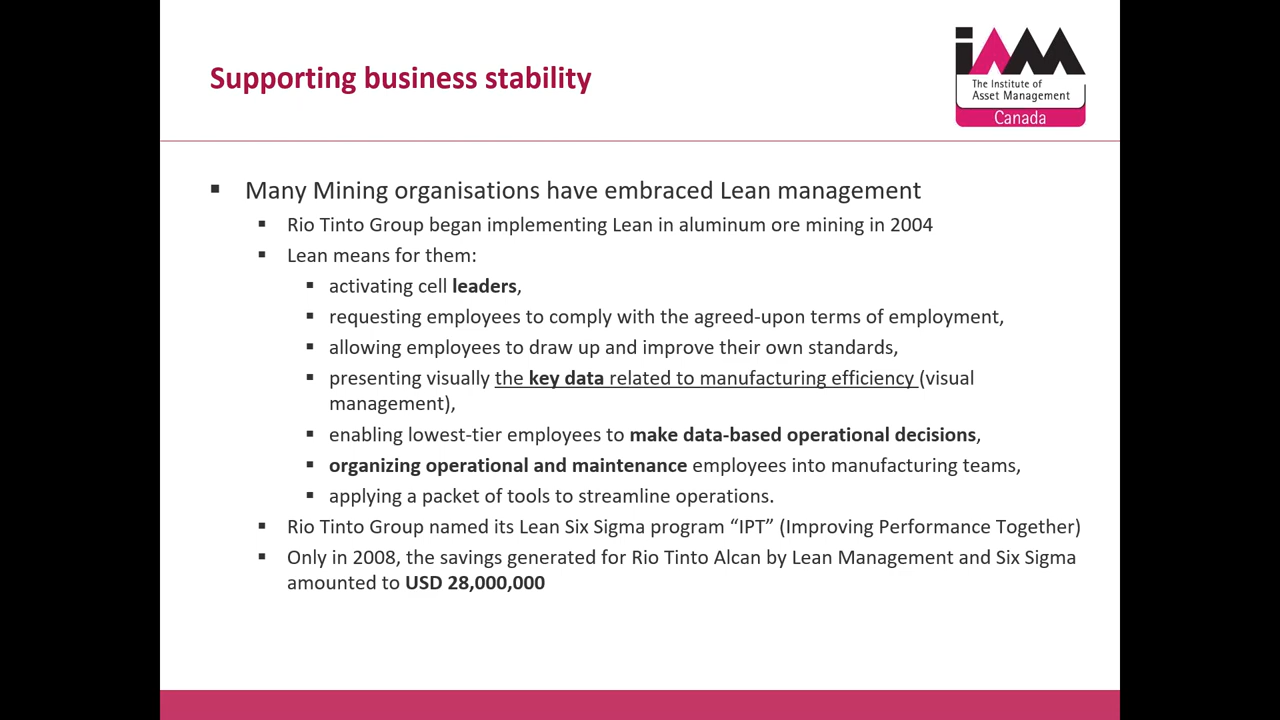 Supporting business stability
iAM
The Institute of
Asset Management
Canada
▪ Many Mining organisations have embraced Lean management
▪ Rio Tinto Group began implementing Lean in aluminum ore mining in 2004
▪ Lean means for them:
▪ activating cell leaders,
▪ requesting employees to comply with the agreed-upon terms of employment,
▪ allowing employees to draw up and improve their own standards,
▪ presenting visually the key data related to manufacturing efficiency (visual
management),
▪ enabling lowest-tier employees to make data-based operational decisions,
▪ organizing operational and maintenance employees into manufacturing teams,
▪ applying a packet of tools to streamline operations.
▪ Rio Tinto Group named its Lean Six Sigma program “IPT” (Improving Performance Together)
▪ Only in 2008, the savings generated for Rio Tinto Alcan by Lean Management and Six Sigma
amounted to USD 28,000,000